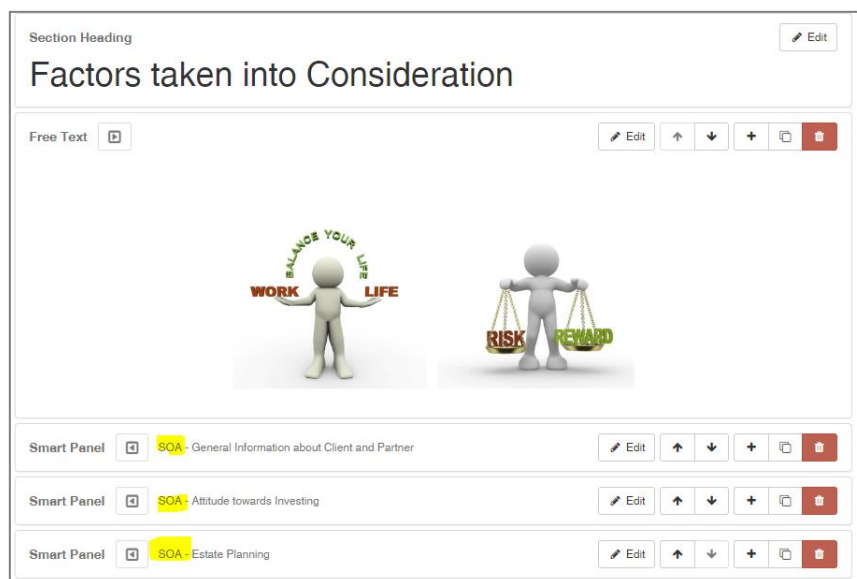 Section Heading
Edit
Factors taken into Consideration
Free Text
Edit
BALANCE YOUR LIFE
WORK LIFE
RISK REWARD
Smart Panel SOA - General Information about Client and Partner Edit
Smart Panel SOA - Attitude towards Investing Edit
Smart Panel SOA - Estate Planning Edit